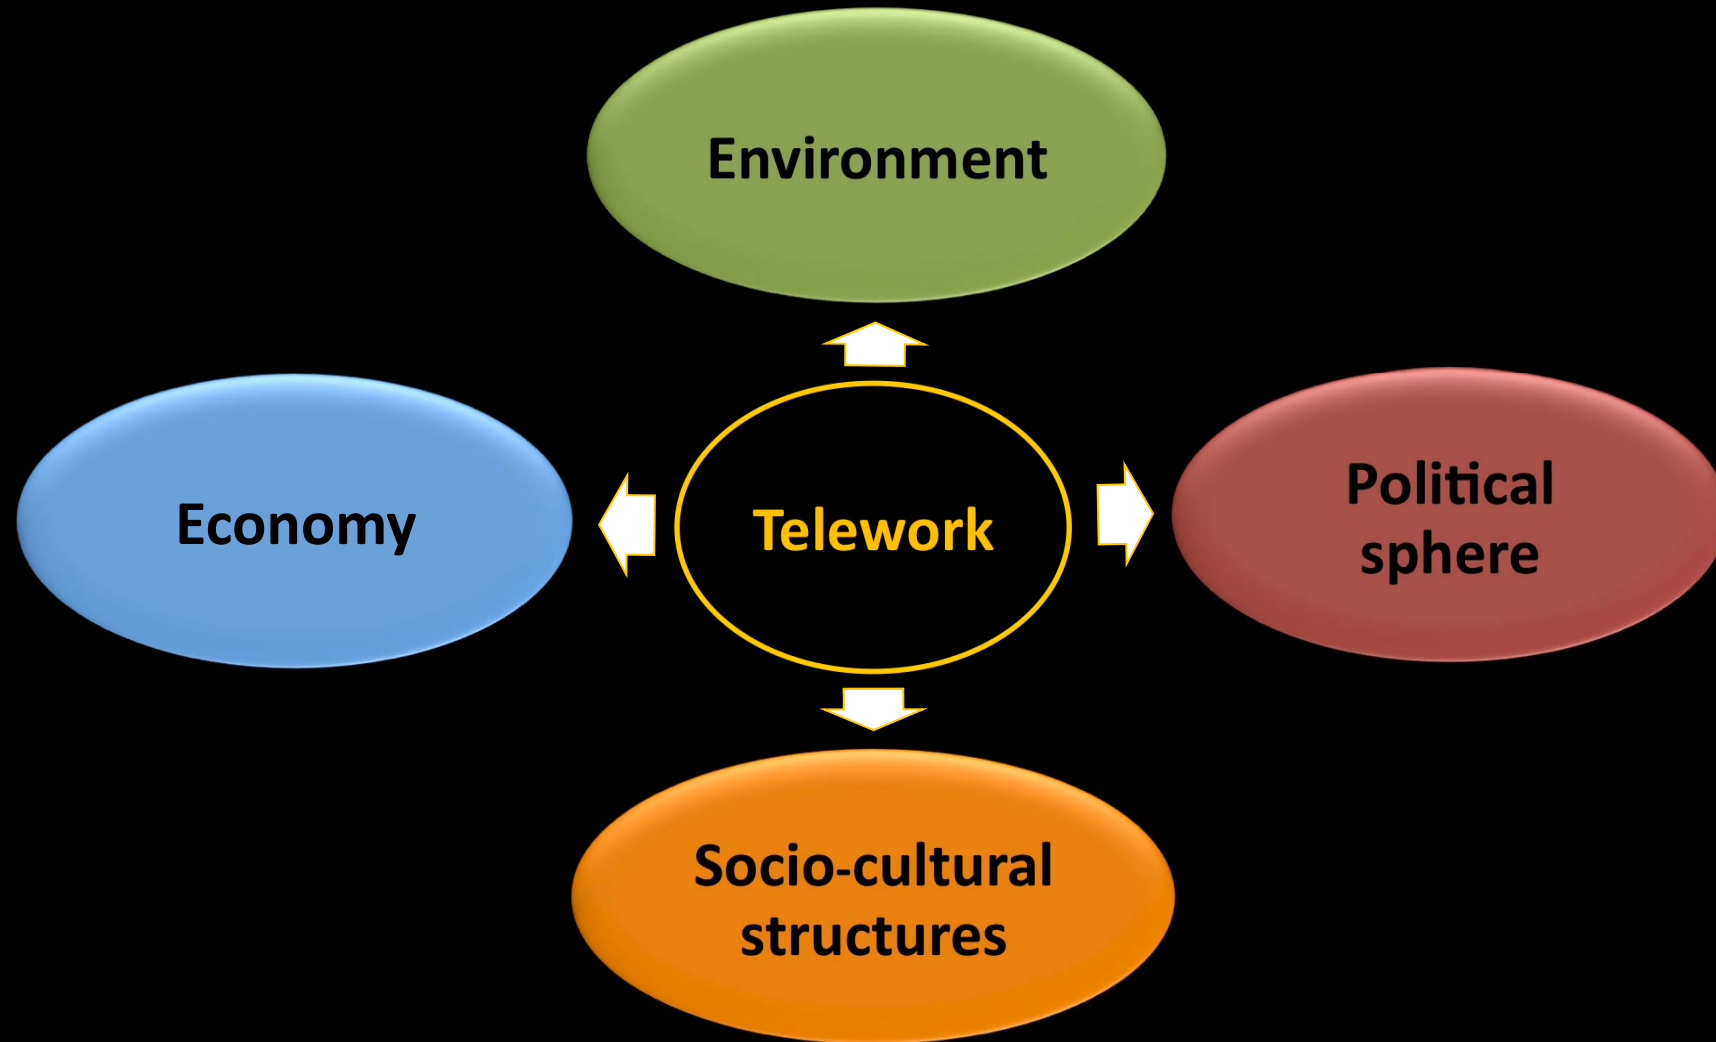 Environment
Economy
Telework
Political
sphere
Socio-cultural
structures